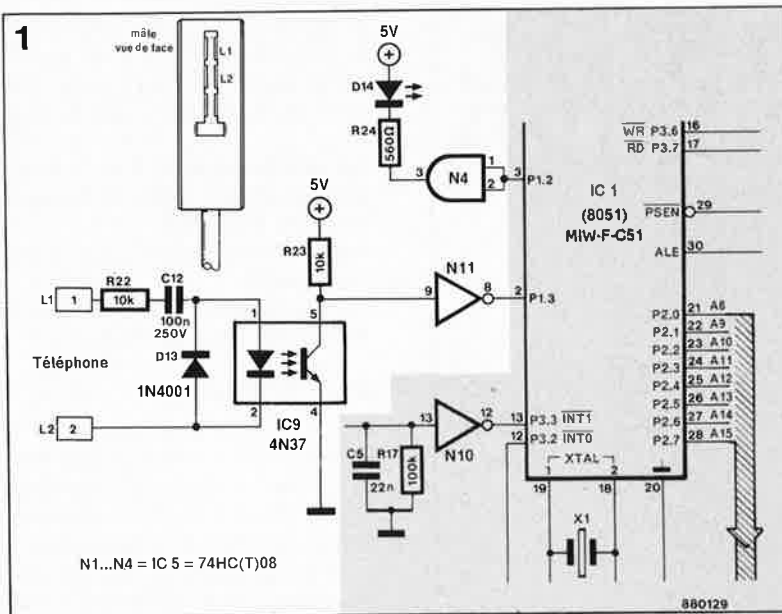 1
mâle
vue de face
L1
L2
5V
D14
R24
560Ω
N4
3
1
2
3
P1.2
IC 1
(8051)
MIW-F-C51
WR P3.6
16
RD P3.7
17
PSEN
29
ALE
30
5V
R23
10k
N11
9
8
2
P1.3
L1
1
R22
10k
C12
100n
250V
Téléphone
D13
1N4001
L2
2
1
5
2
4
IC9
4N37
P2.0
21
A8
P2.1
22
A9
P2.2
23
A10
P2.3
24
A11
P2.4
25
A12
P2.5
26
A13
P2.6
27
A14
P2.7
28
A15
13
12
N10
13
P3.3 INT1
12
P3.2 INT0
C5
22n
R17
100k
XTAL
1
2
19
18
20
X1
N1...N4 = IC 5 = 74HC(T)08
880129